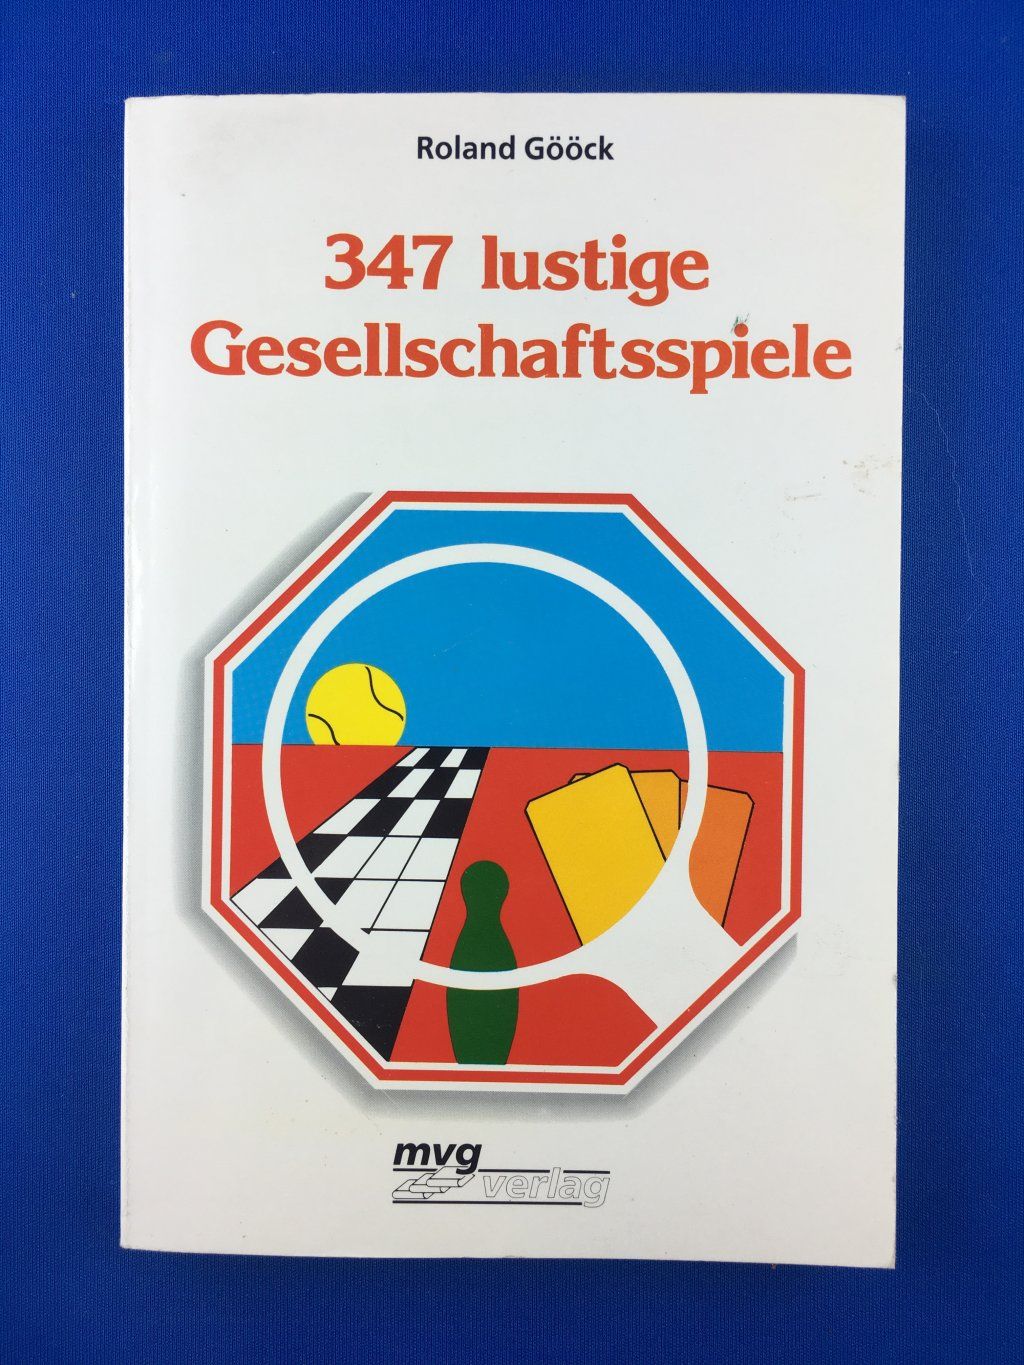 Roland Gööck
347 lustige
Gesellschaftsspiele
mvg
verlag